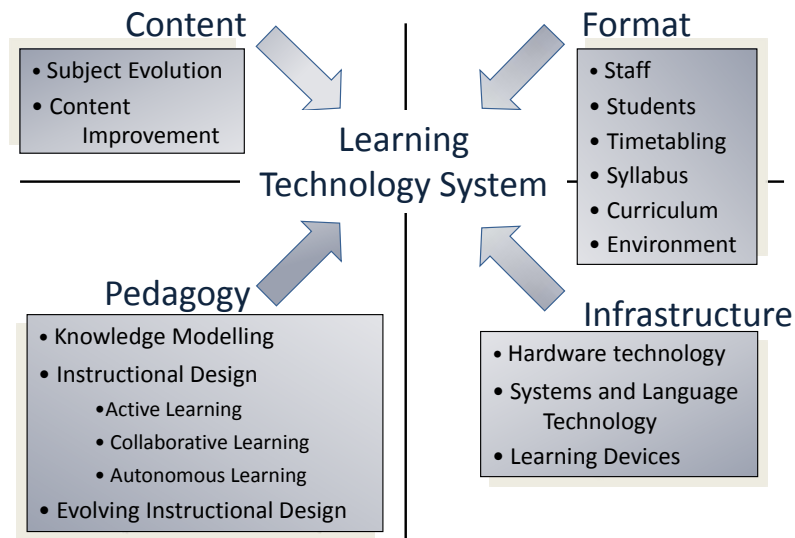 Content
• Subject Evolution
• Content
Improvement
Format
• Staff
• Students
• Timetabling
• Syllabus
• Curriculum
• Environment
Learning
Technology System
Pedagogy
• Knowledge Modelling
• Instructional Design
•Active Learning
• Collaborative Learning
• Autonomous Learning
• Evolving Instructional Design
Infrastructure
• Hardware technology
• Systems and Language
Technology
• Learning Devices